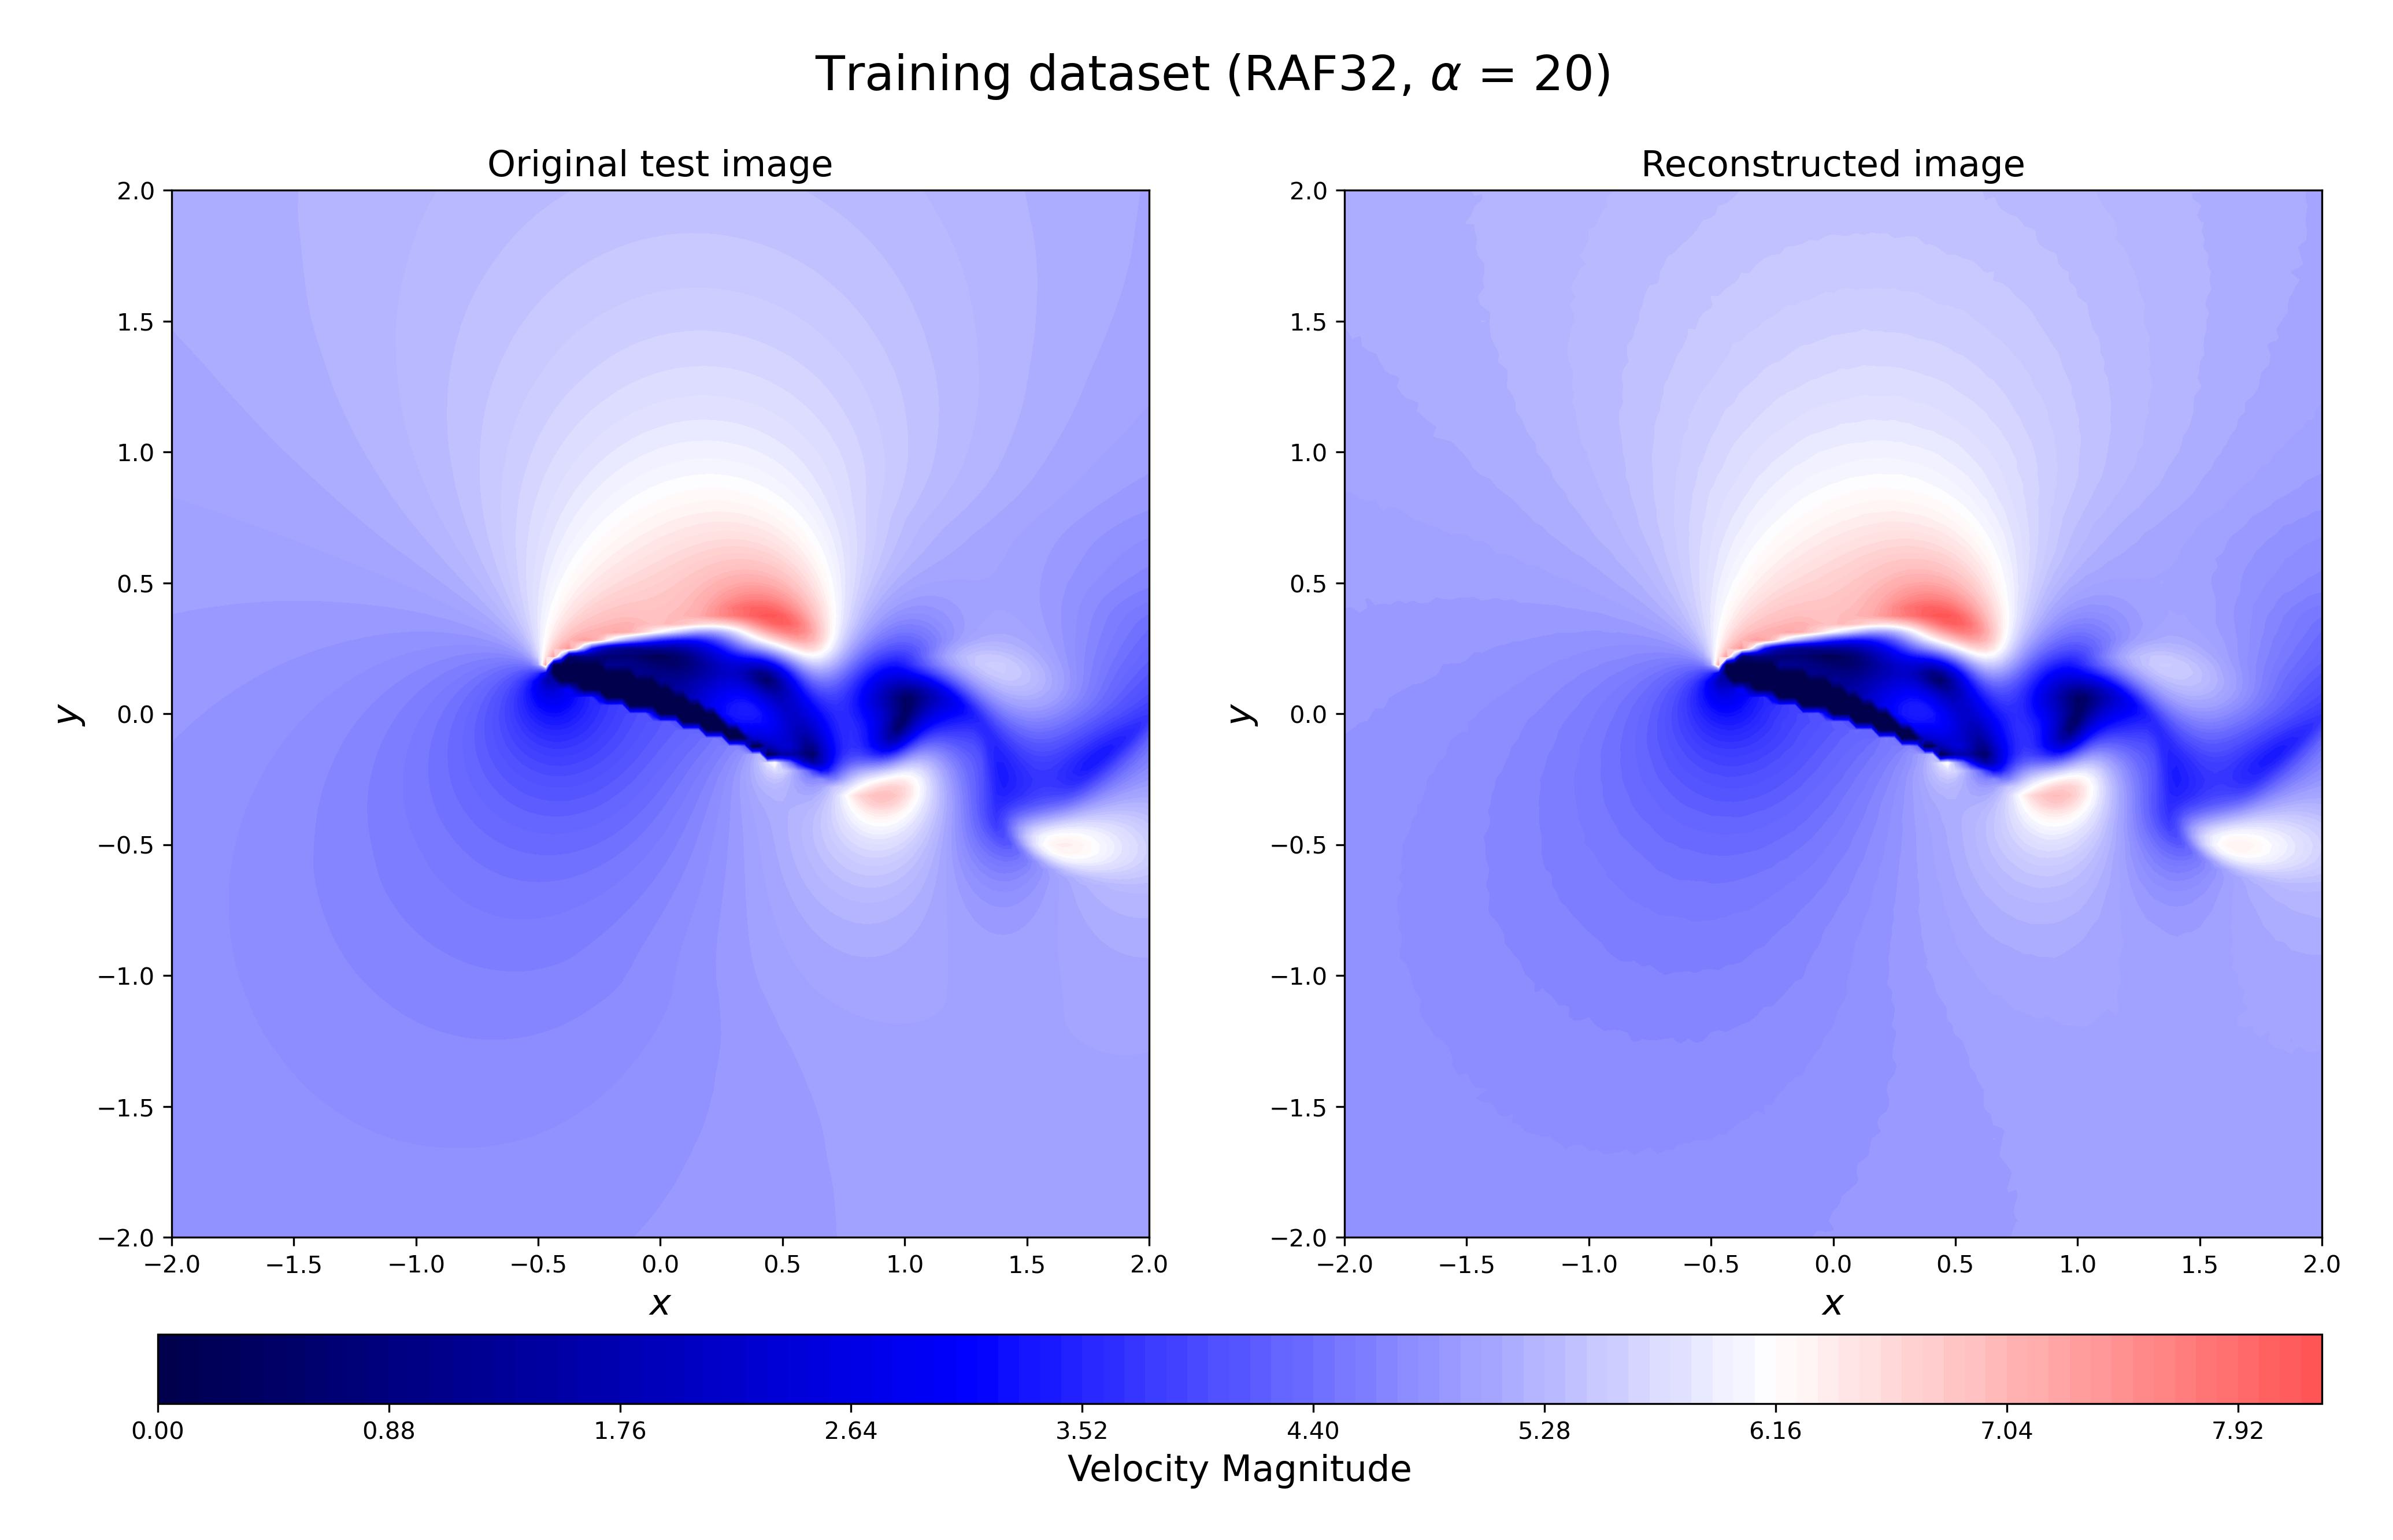 Training dataset (RAF32, α = 20)
Original test image
Reconstructed image
2.0
1.5
1.0
0.5
0.0
−0.5
−1.0
−1.5
−2.0
y
−2.0 −1.5 −1.0 −0.5 0.0 0.5 1.0 1.5 2.0
x
2.0
1.5
1.0
0.5
0.0
−0.5
−1.0
−1.5
−2.0
y
−2.0 −1.5 −1.0 −0.5 0.0 0.5 1.0 1.5 2.0
x
0.00 0.88 1.76 2.64 3.52 4.40 5.28 6.16 7.04 7.92
Velocity Magnitude